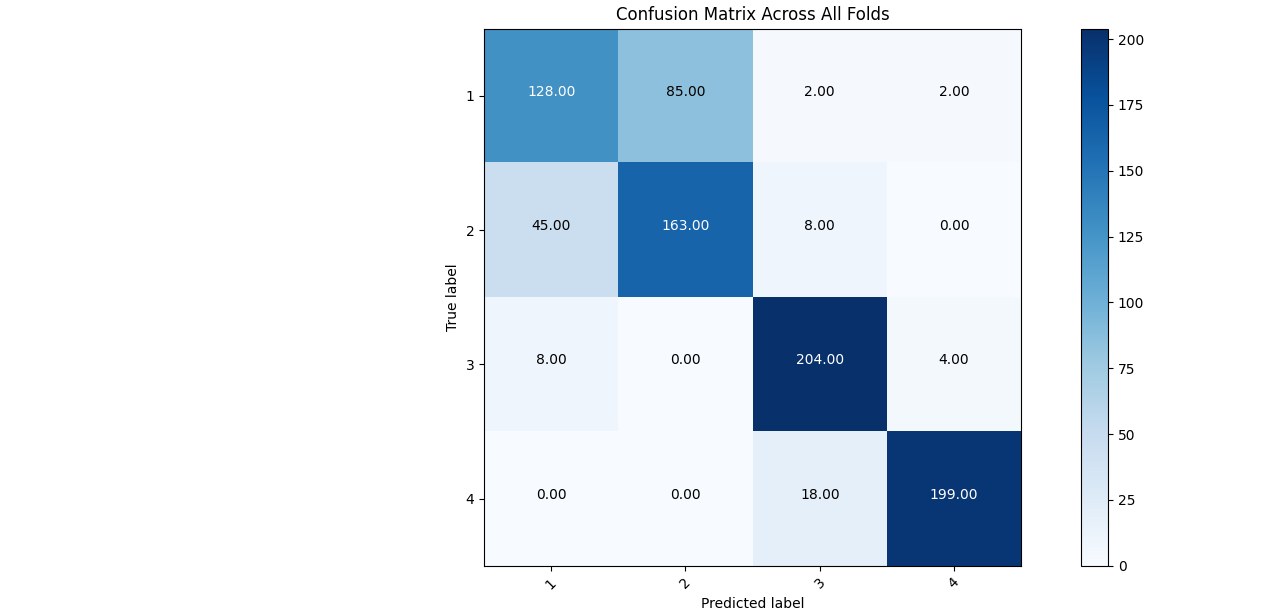 Confusion Matrix Across All Folds
1 128.00 85.00 2.00 2.00
2 45.00 163.00 8.00 0.00
3 8.00 0.00 204.00 4.00
4 0.00 0.00 18.00 199.00
1 2 3 4
True label
Predicted label
200
175
150
125
100
75
50
25
0